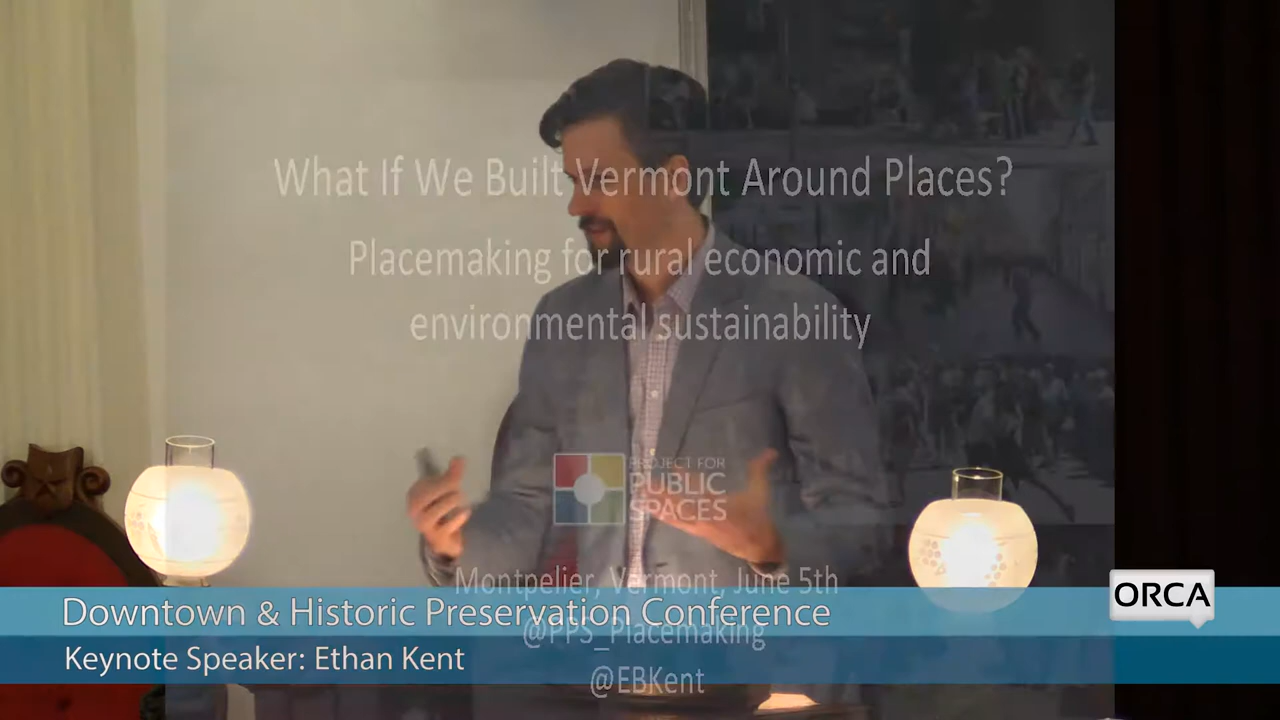 What If We Built Vermont Around Places?
Placemaking for rural economic and
environmental sustainability
PROJECT FOR
PUBLIC
SPACES
Montpelier, Vermont, June 5th
Downtown & Historic Preservation Conference
@PPS_Placemaking
Keynote Speaker: Ethan Kent
@EBKent
ORCA